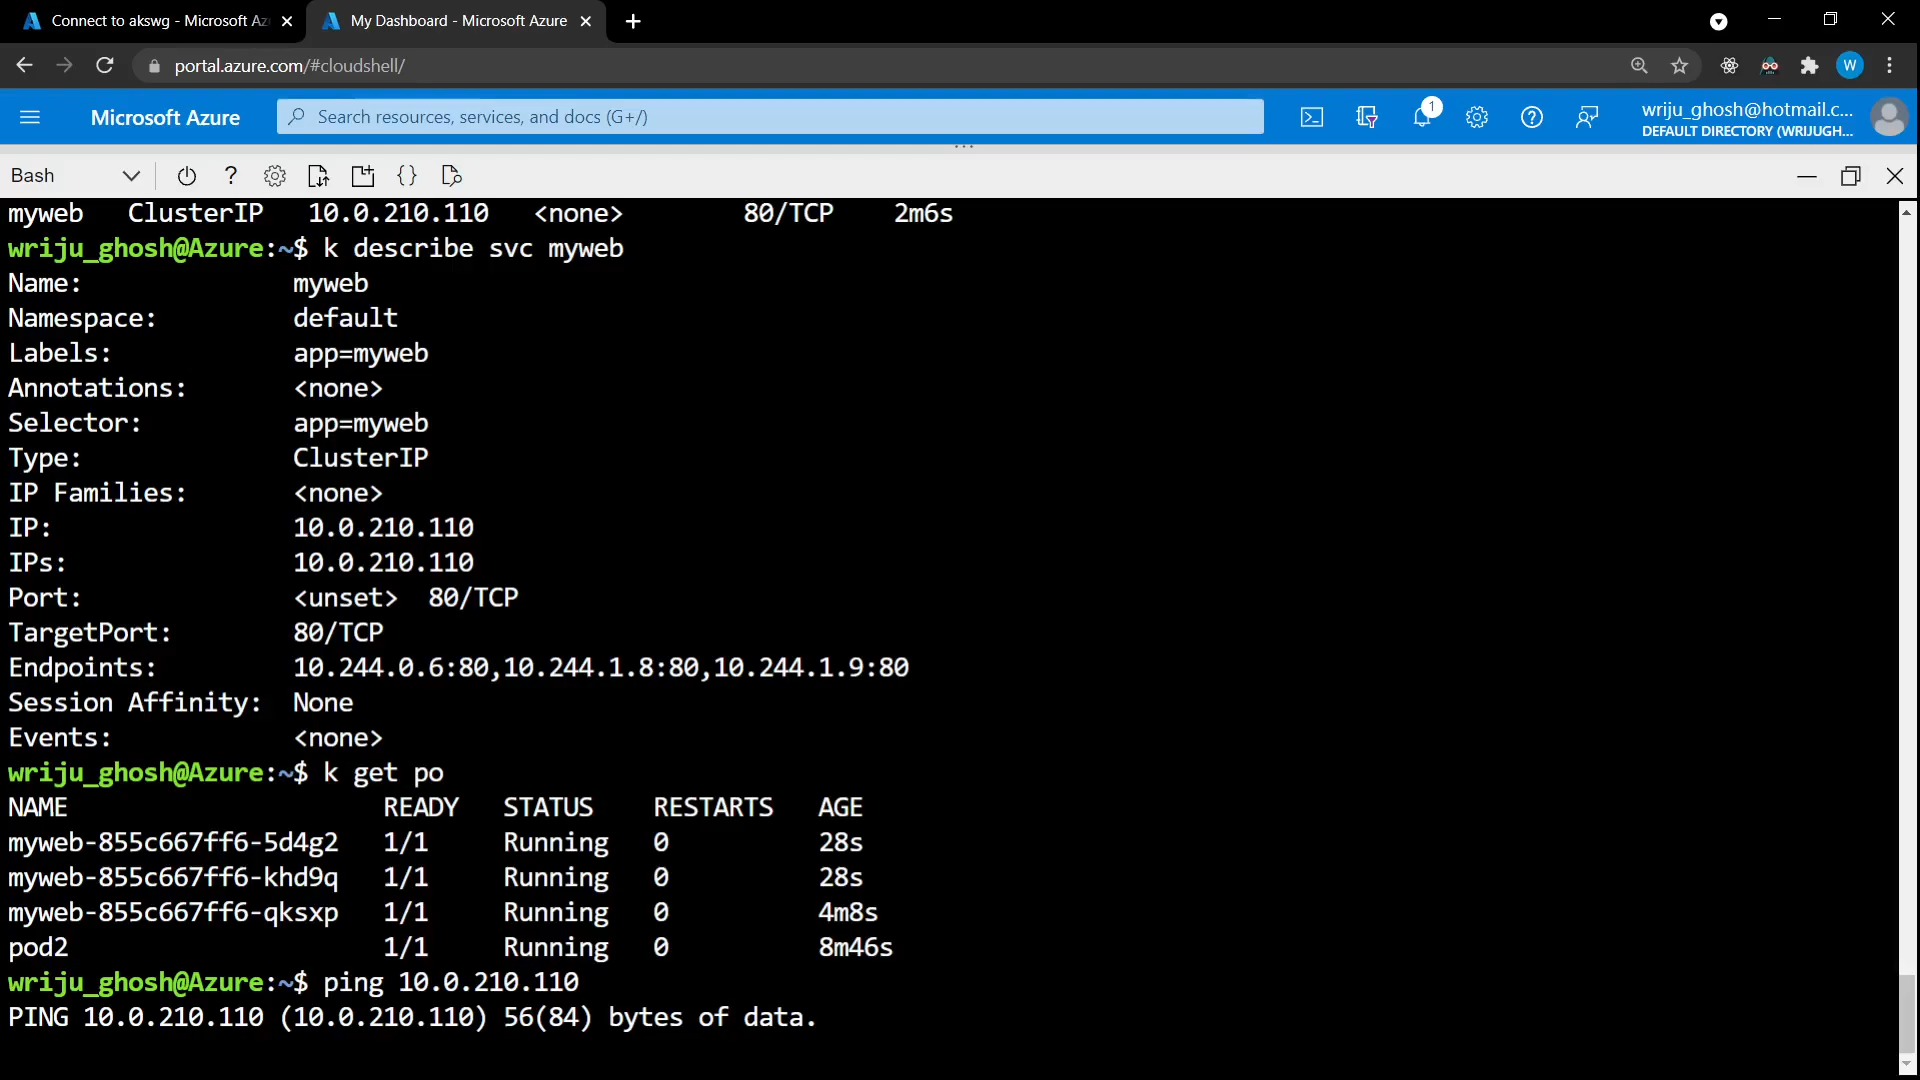 Connect to akswg - Microsoft Az
My Dashboard - Microsoft Azure
portal.azure.com/#cloudshell/
W
Microsoft Azure
Search resources, services, and docs (G+/)
1
wriju_ghosh@hotmail.c...
DEFAULT DIRECTORY (WRIJUGH...
Bash
myweb   ClusterIP   10.0.210.110   <none>        80/TCP    2m6s
wriju_ghosh@Azure:~$ k describe svc myweb
Name:              myweb
Namespace:         default
Labels:            app=myweb
Annotations:       <none>
Selector:          app=myweb
Type:              ClusterIP
IP Families:       <none>
IP:                10.0.210.110
IPs:               10.0.210.110
Port:              <unset>  80/TCP
TargetPort:        80/TCP
Endpoints:         10.244.0.6:80,10.244.1.8:80,10.244.1.9:80
Session Affinity:  None
Events:            <none>
wriju_ghosh@Azure:~$ k get po
NAME                     READY   STATUS    RESTARTS   AGE
myweb-855c667ff6-5d4g2   1/1     Running   0          28s
myweb-855c667ff6-khd9q   1/1     Running   0          28s
myweb-855c667ff6-qksxp   1/1     Running   0          4m8s
pod2                     1/1     Running   0          8m46s
wriju_ghosh@Azure:~$ ping 10.0.210.110
PING 10.0.210.110 (10.0.210.110) 56(84) bytes of data.